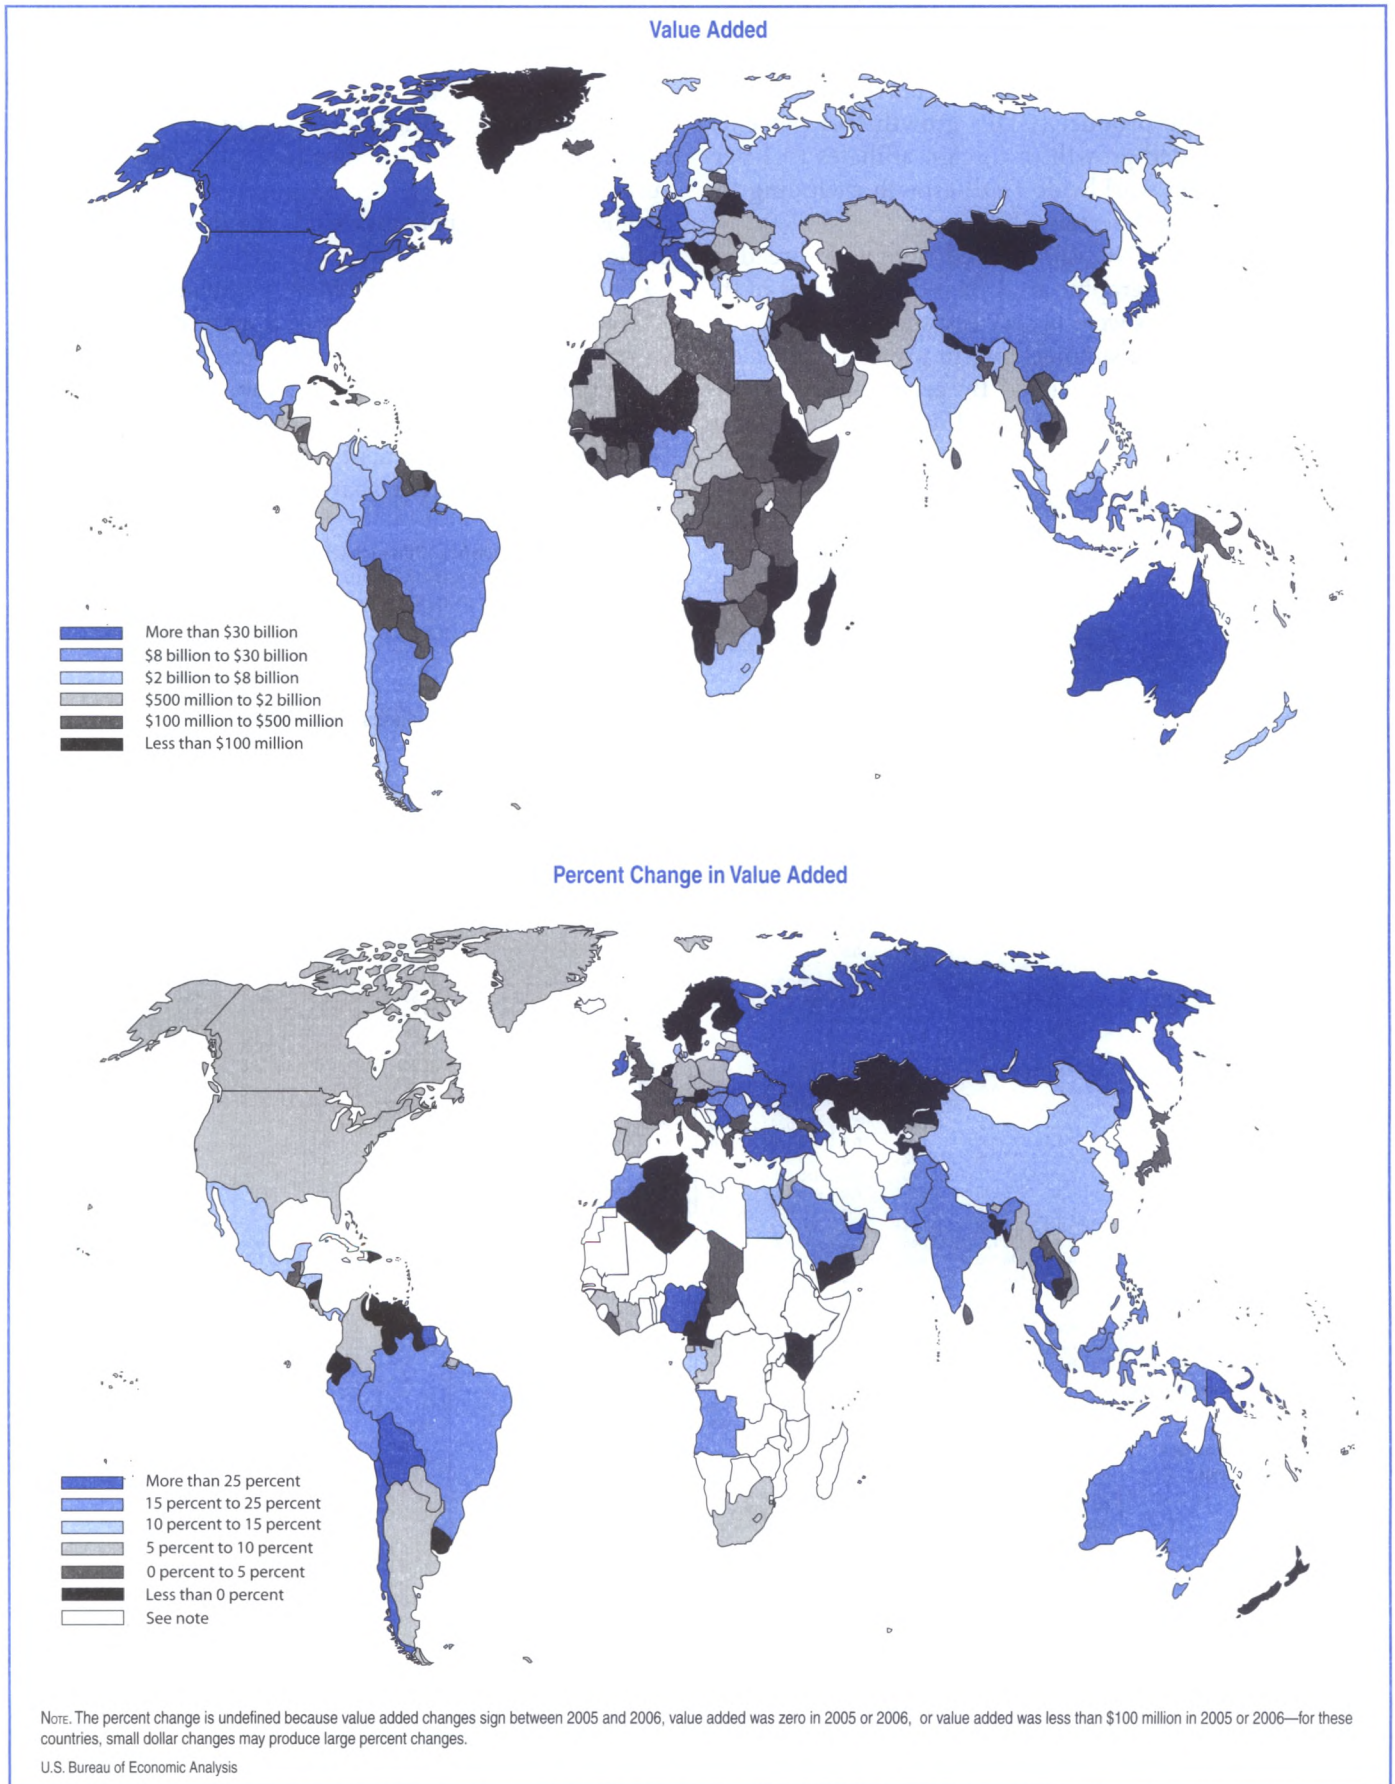 Value Added
More than $30 billion
$8 billion to $30 billion
$2 billion to $8 billion
$500 million to $2 billion
$100 million to $500 million
Less than $100 million
Percent Change in Value Added
More than 25 percent
15 percent to 25 percent
10 percent to 15 percent
5 percent to 10 percent
0 percent to 5 percent
Less than 0 percent
See note
NOTE. The percent change is undefined because value added changes sign between 2005 and 2006, value added was zero in 2005 or 2006, or value added was less than $100 million in 2005 or 2006—for these
countries, small dollar changes may produce large percent changes.
U.S. Bureau of Economic Analysis